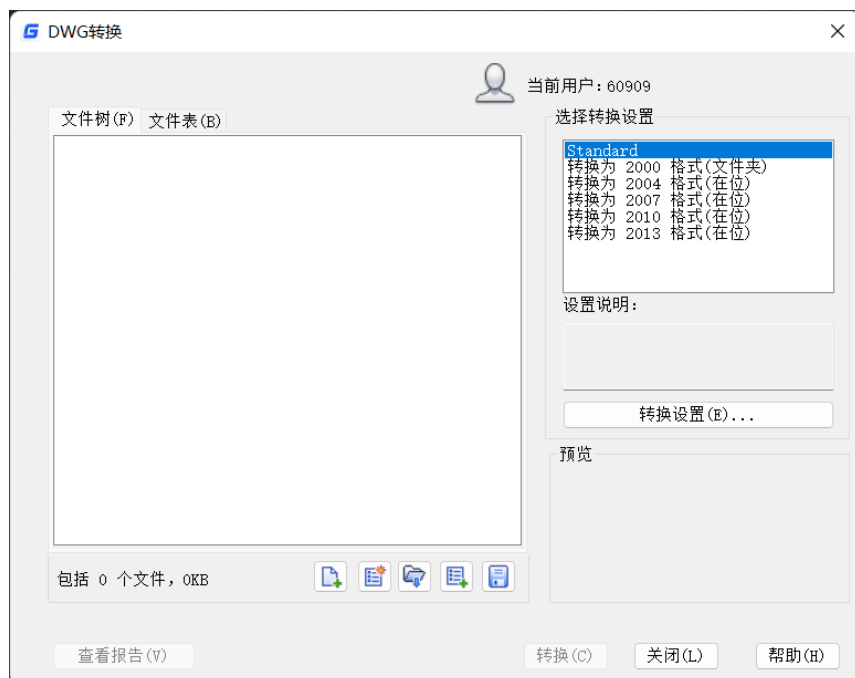 DWG转换
当前用户:60909
文件树(F)
文件表(B)
选择转换设置
Standard
转换为 2000 格式(文件夹)
转换为 2004 格式(在位)
转换为 2007 格式(在位)
转换为 2010 格式(在位)
转换为 2013 格式(在位)
设置说明:
转换设置(E)...
预览
包括 0 个文件, 0KB
查看报告(V)
转换(C)
关闭(L)
帮助(H)